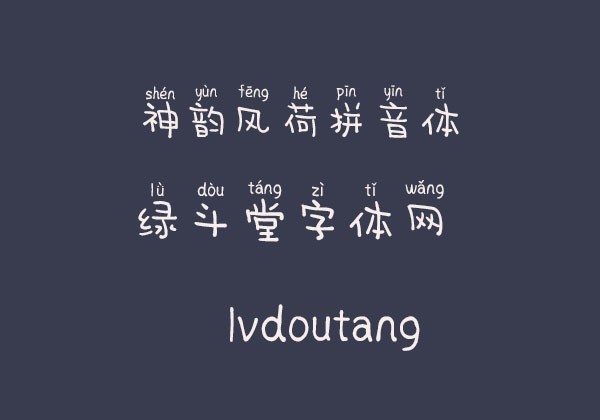 shén yùn fēng hé pīn yīn tǐ
神韵风荷拼音体
lù dòu táng zì tǐ wǎng
绿斗堂字体网
lvdoutang